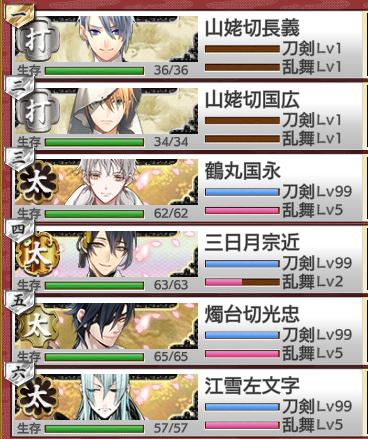 一
打
生存 36/36
山姥切長義
刀剣Lv1
乱舞Lv1
二
打
生存 34/34
山姥切国広
刀剣Lv1
乱舞Lv1
三
太
生存 62/62
鶴丸国永
刀剣Lv99
乱舞Lv5
四
太
生存 63/63
三日月宗近
刀剣Lv99
乱舞Lv2
五
太
生存 65/65
燭台切光忠
刀剣Lv99
乱舞Lv5
六
太
生存 57/57
江雪左文字
刀剣Lv99
乱舞Lv5